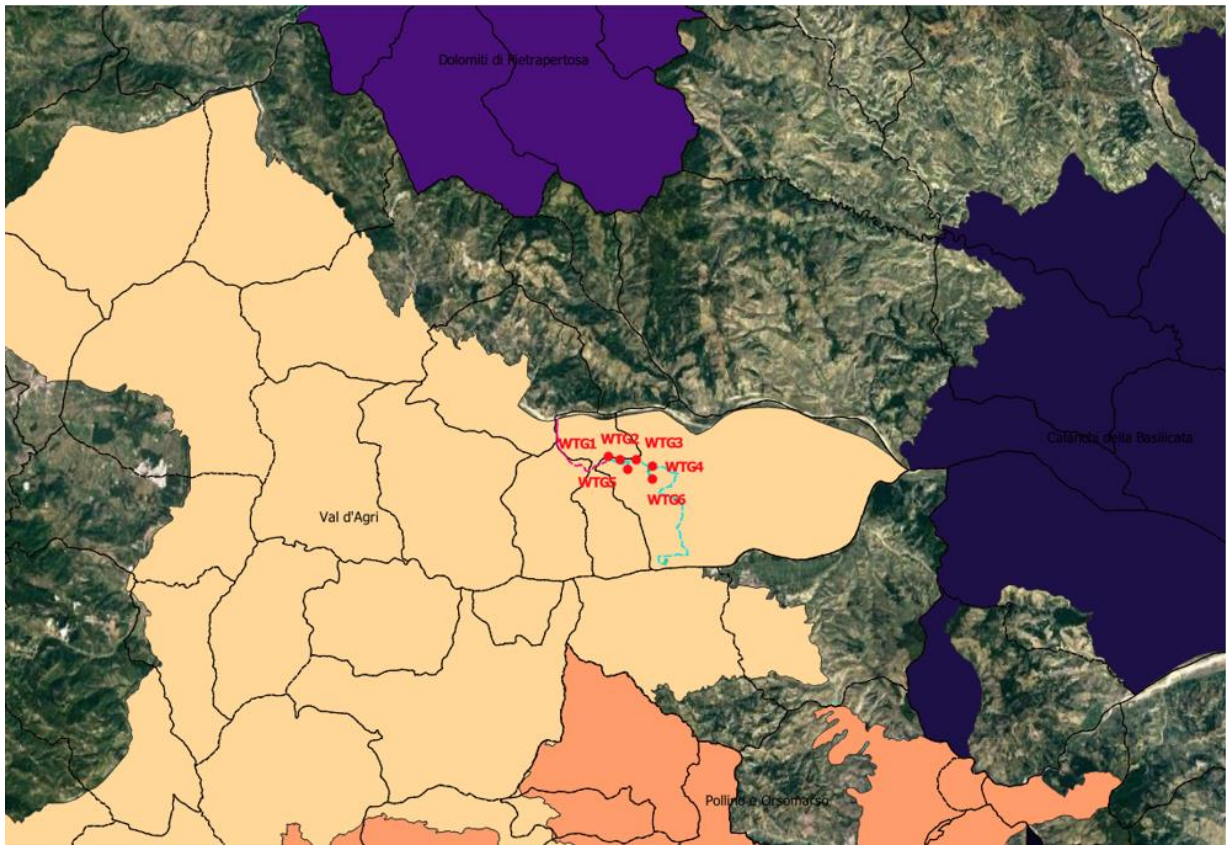 Dolomiti di Pietrapertosa
Calanchi della Basilicata
WTG1
WTG2
WTG3
WTG4
WTG5
WTG6
Val d'Agri
Pollino e Orsomarso